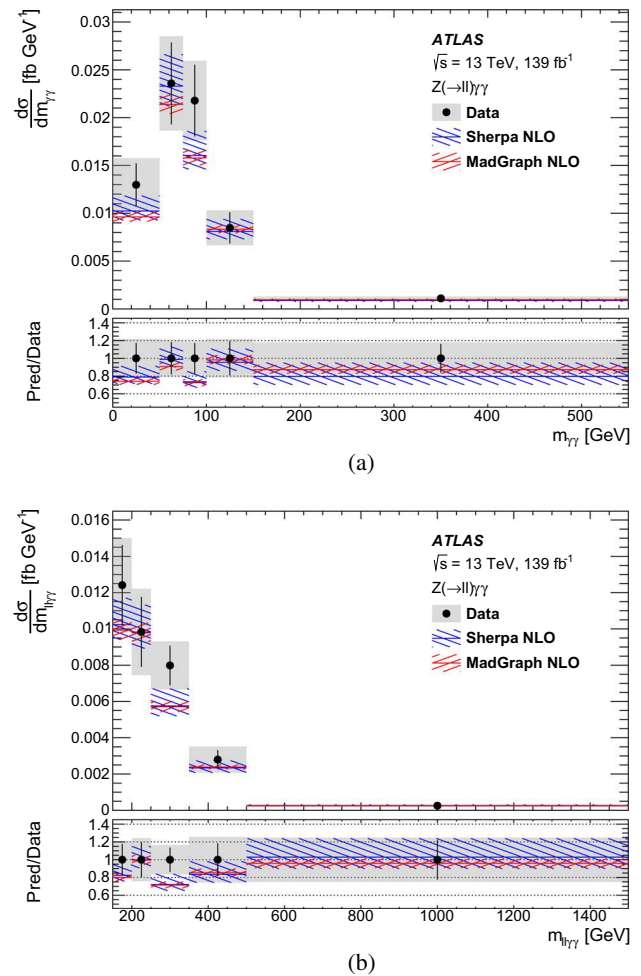 dσ/dm_γγ [fb GeV⁻¹]
0.03
0.025
0.02
0.015
0.01
0.005
0
ATLAS
√s = 13 TeV, 139 fb⁻¹
Z(→ll)γγ
Data
Sherpa NLO
MadGraph NLO
Pred/Data
1.4
1.2
1
0.8
0.6
0 100 200 300 400 500
m_γγ [GeV]
(a)
dσ/dm_llγγ [fb GeV⁻¹]
0.016
0.014
0.012
0.01
0.008
0.006
0.004
0.002
0
ATLAS
√s = 13 TeV, 139 fb⁻¹
Z(→ll)γγ
Data
Sherpa NLO
MadGraph NLO
Pred/Data
1.4
1.2
1
0.8
0.6
200 400 600 800 1000 1200 1400
m_llγγ [GeV]
(b)